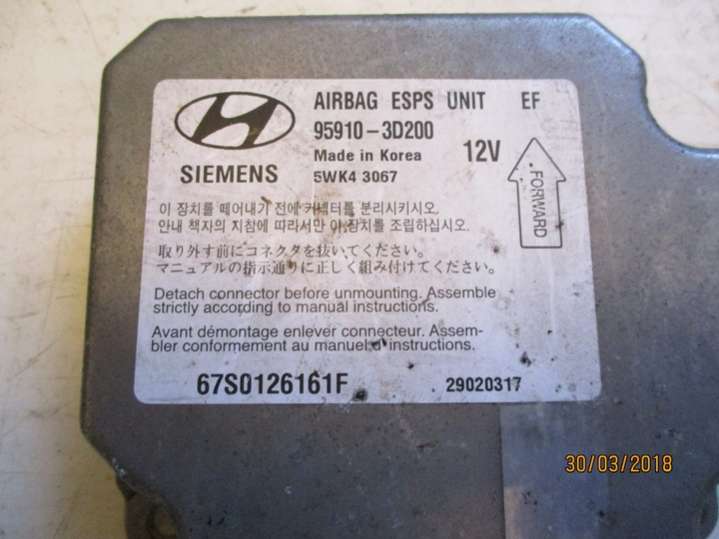 AIRBAG ESPS UNIT EF
95910-3D200 12V
SIEMENS
Made in Korea
5WK4 3067
FORWARD
이 장치를 떼어내기 전에 커넥터를 분리시키시오.
안내 책자의 지침에 따라서만 이 장치를 조립하십시오.
取り外す前にコネクタを抜いてください。
マニュアルの指示通りに正しく組み付けてください。
Detach connector before unmounting. Assemble
strictly according to manual instructions.
Avant démontage enlever connecteur. Assem-
bler conformement au manuel d' instructions.
67S0126161F 29020317
30/03/2018